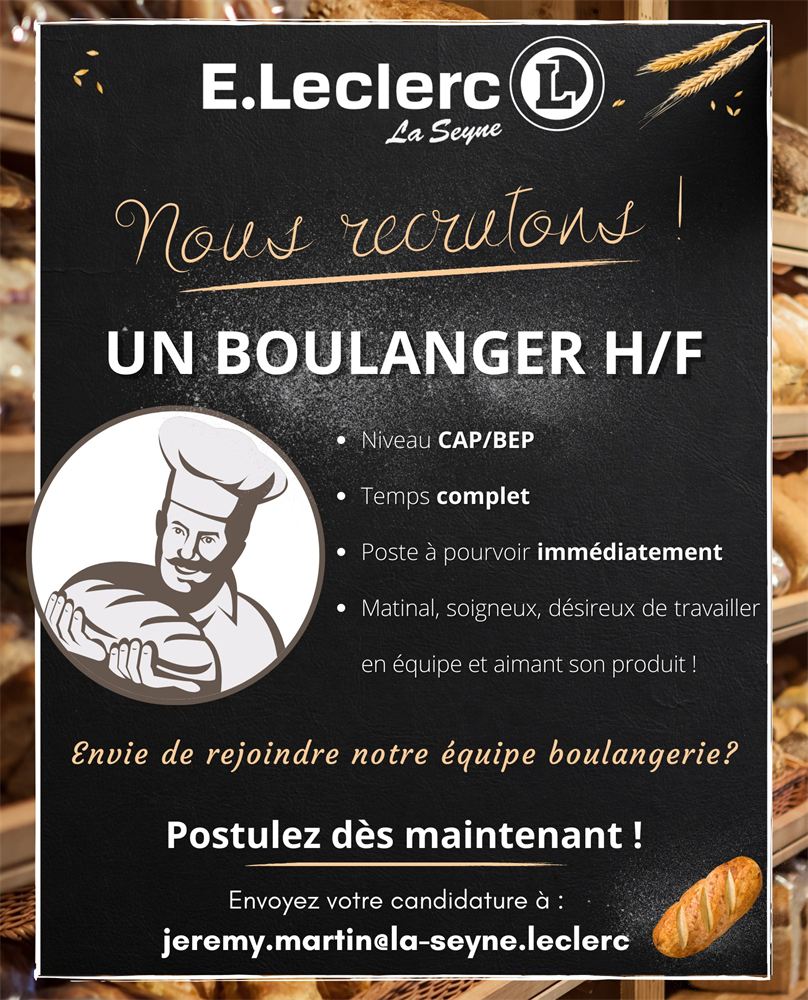 E.Leclerc L
La Seyne
Nous recrutons !
UN BOULANGER H/F
• Niveau CAP/BEP
• Temps complet
• Poste à pourvoir immédiatement
• Matinal, soigneux, désireux de travailler
en équipe et aimant son produit !
Envie de rejoindre notre équipe boulangerie?
Postulez dès maintenant !
Envoyez votre candidature à :
jeremy.martin@la-seyne.leclerc